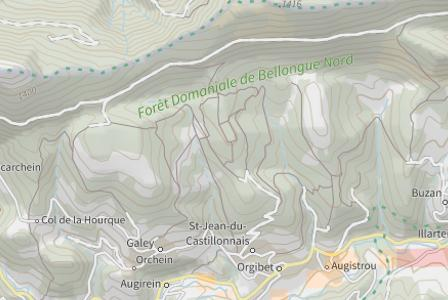 1416
1400
Forêt Domaniale de Bellongue Nord
carchein
Buzan
Col de la Hourque
St-Jean-du-
Castillonnais
Illarte
Galey
Orchein
Orgibet
Augistrou
Augirein